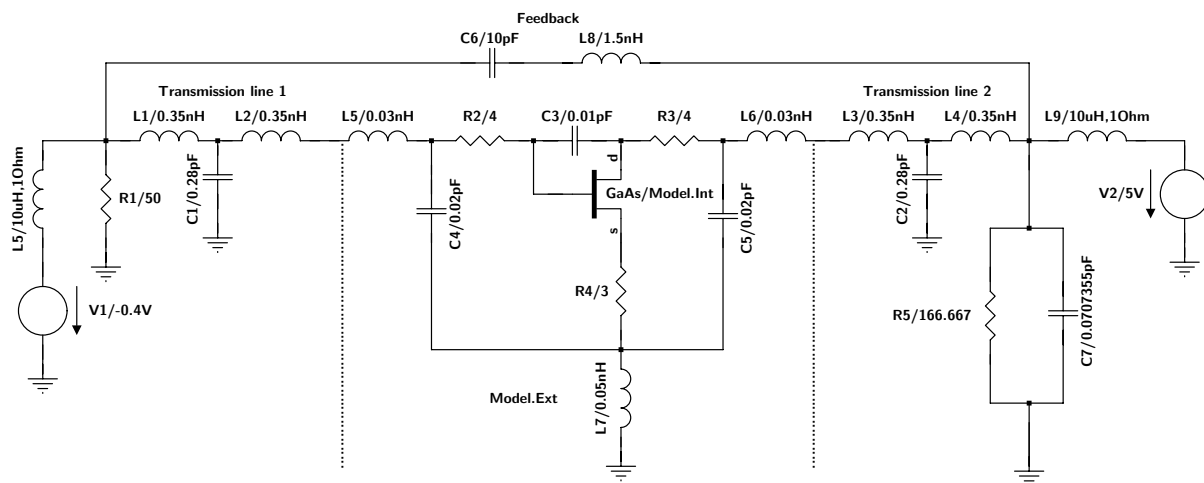 Feedback
C6/10pF
L8/1.5nH
Transmission line 1
Transmission line 2
L1/0.35nH
L2/0.35nH
L5/0.03nH
R2/4
C3/0.01pF
R3/4
L6/0.03nH
L3/0.35nH
L4/0.35nH
L9/10uH,1Ohm
L5/10uH,1Ohm
R1/50
C1/0.28pF
C4/0.02pF
d
GaAs/Model.Int
s
C5/0.02pF
C2/0.28pF
V2/5V
V1/-0.4V
R4/3
R5/166.667
C7/0.0707355pF
Model.Ext
L7/0.05nH